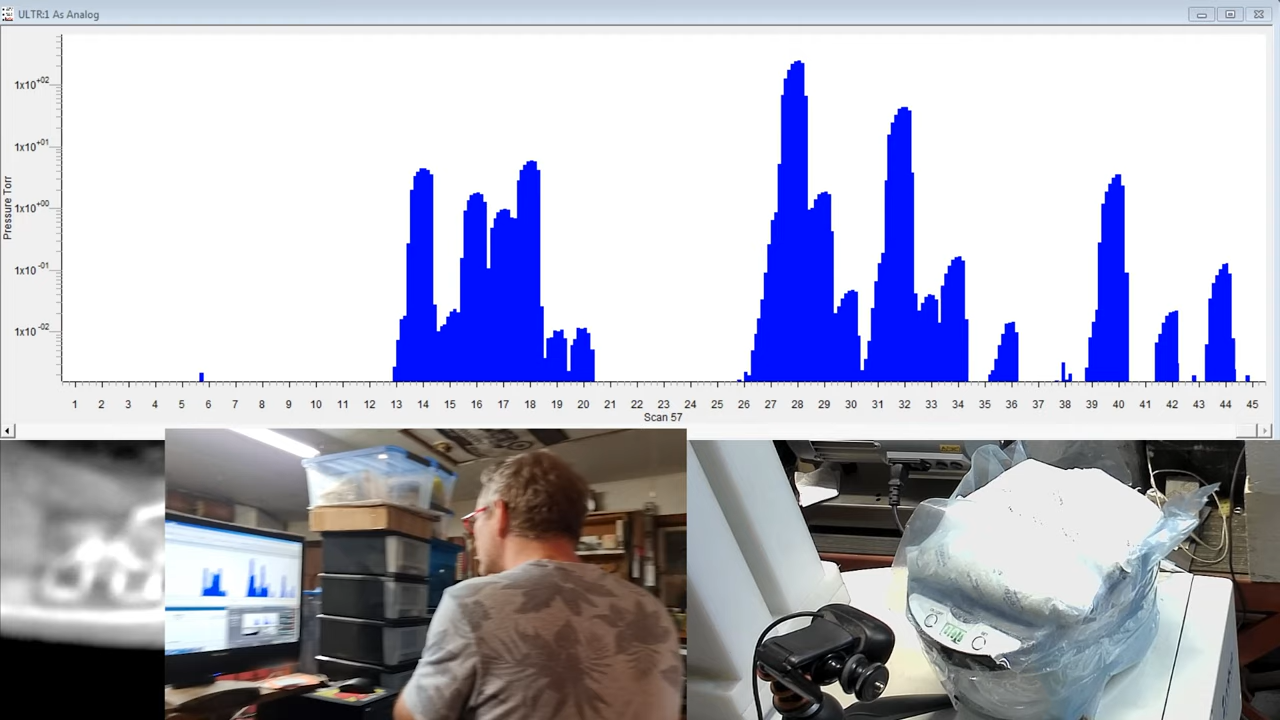 ULTR:1 As Analog
Pressure Torr
1x10+02
1x10+01
1x10+00
1x10-01
1x10-02
1 2 3 4 5 6 7 8 9 10 11 12 13 14 15 16 17 18 19 20 21 22 23 24 25 26 27 28 29 30 31 32 33 34 35 36 37 38 39 40 41 42 43 44 45
Scan 57